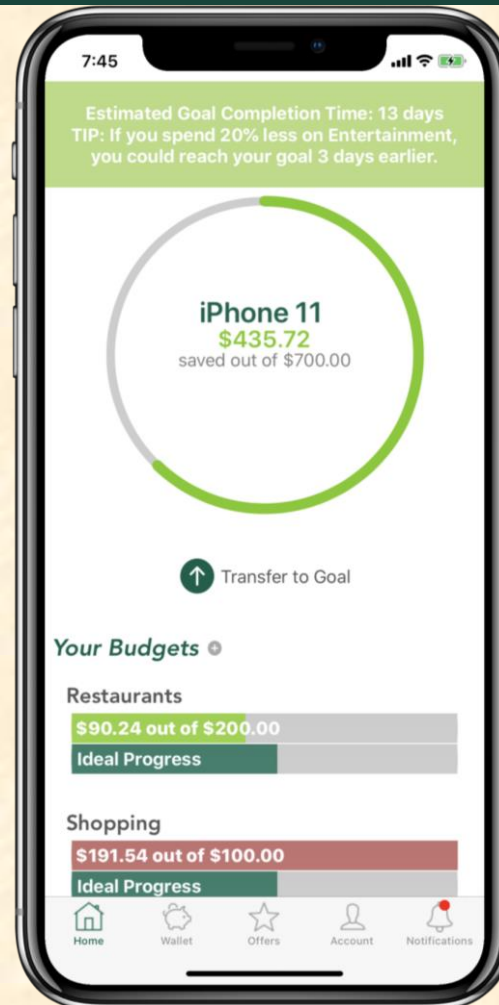 7:45
Estimated Goal Completion Time: 13 days
TIP: If you spend 20% less on Entertainment,
you could reach your goal 3 days earlier.
iPhone 11
$435.72
saved out of $700.00
Transfer to Goal
Your Budgets
Restaurants
$90.24 out of $200.00
Ideal Progress
Shopping
$191.54 out of $100.00
Ideal Progress
Home Wallet Offers Account Notifications